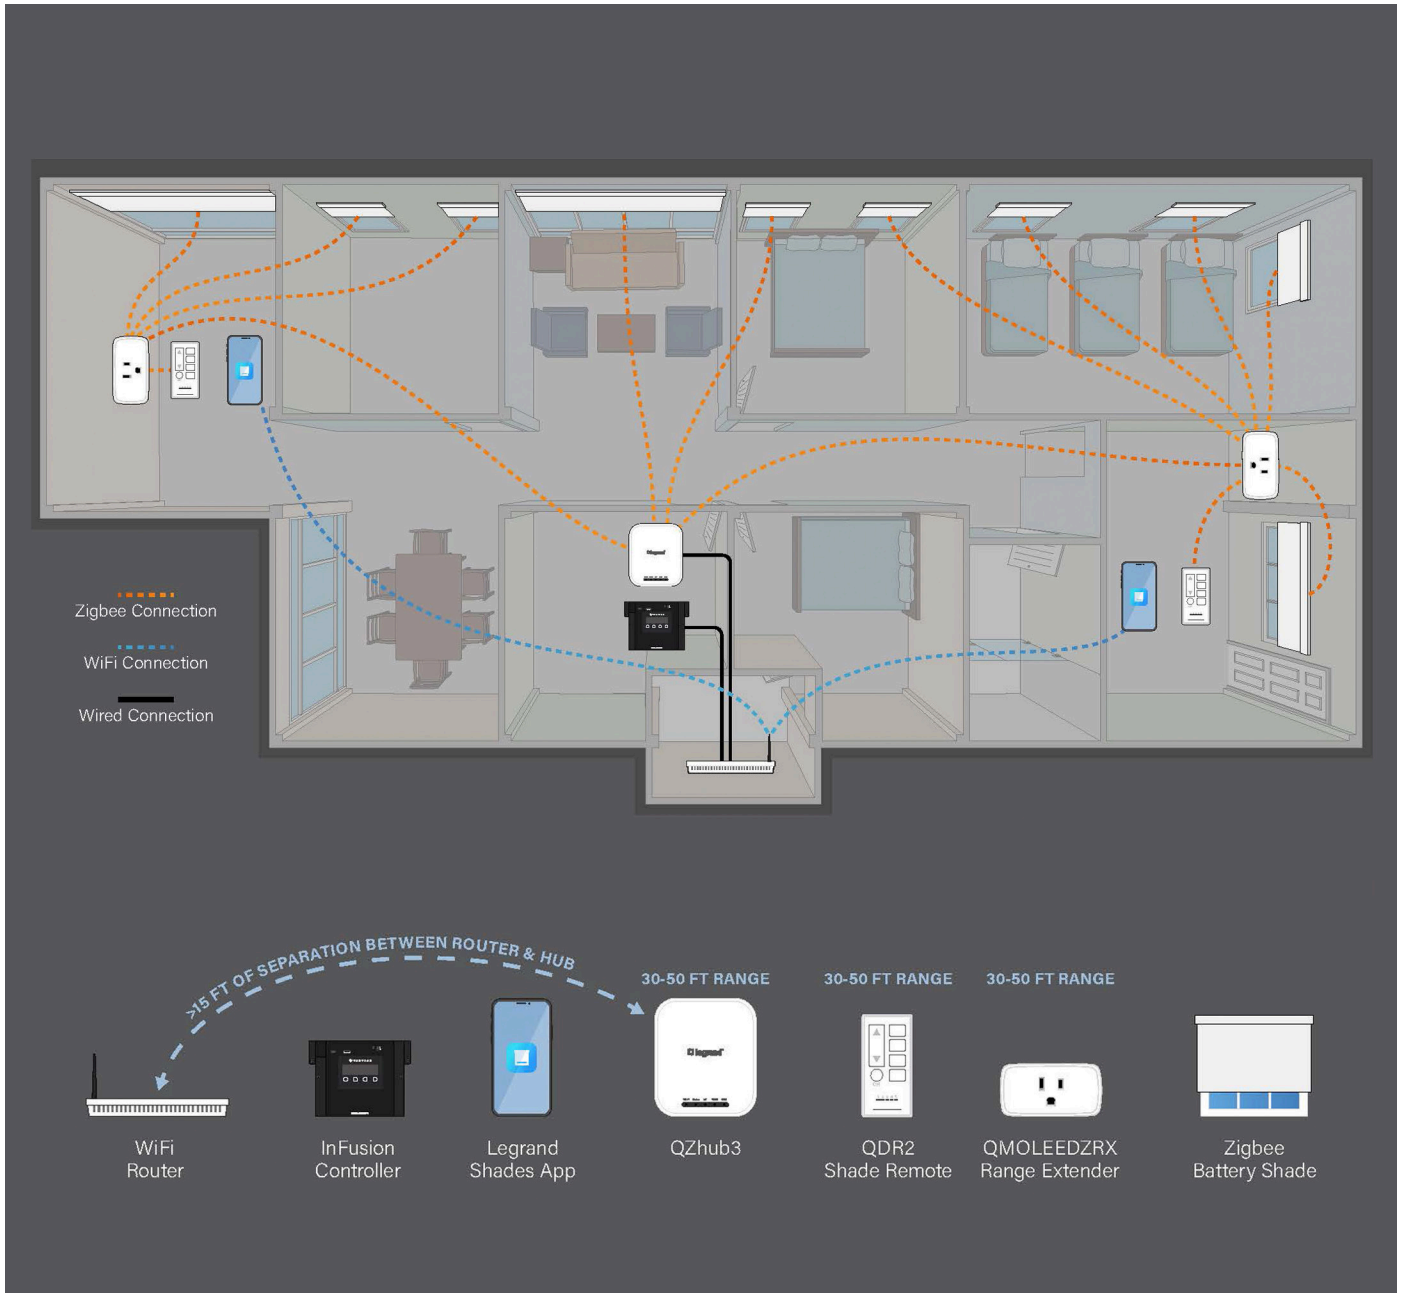 Zigbee Connection
WiFi Connection
Wired Connection
legrand
>15 FT OF SEPARATION BETWEEN ROUTER & HUB
30-50 FT RANGE
30-50 FT RANGE
30-50 FT RANGE
legrand
WiFi
Router
InFusion
Controller
Legrand
Shades App
QZhub3
QDR2
Shade Remote
QMOLEEDZRX
Range Extender
Zigbee
Battery Shade